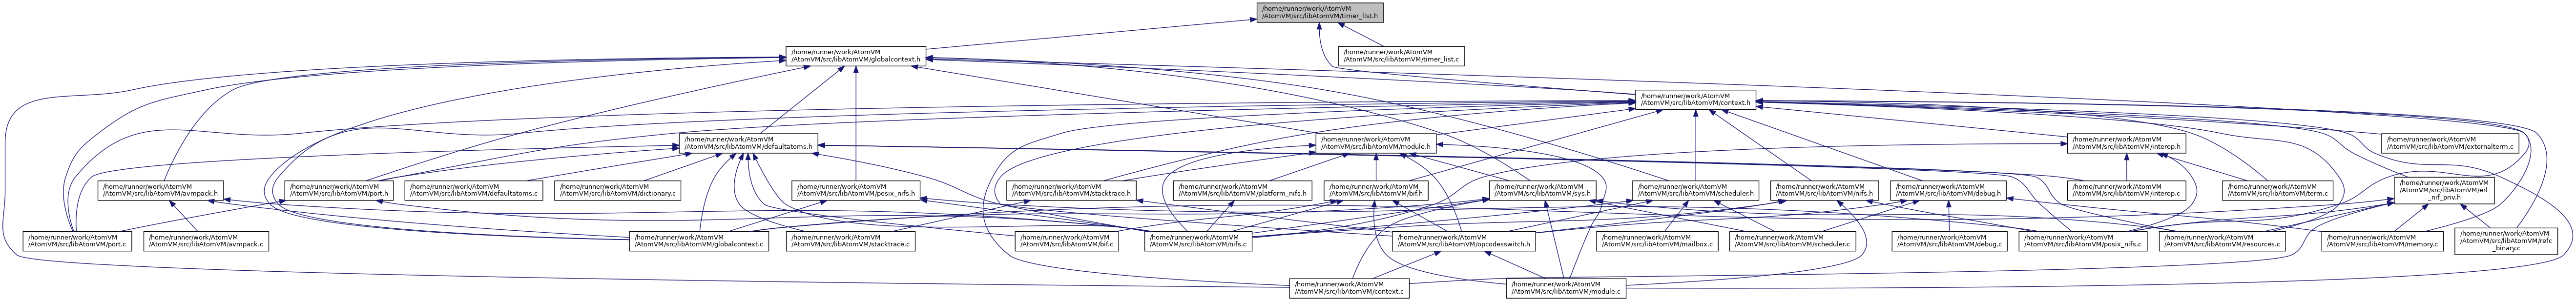 /home/runner/work/AtomVM
/AtomVM/src/libAtomVM/timer_list.h
/home/runner/work/AtomVM
/AtomVM/src/libAtomVM/globalcontext.h
/home/runner/work/AtomVM
/AtomVM/src/libAtomVM/timer_list.c
/home/runner/work/AtomVM
/AtomVM/src/libAtomVM/context.h
/home/runner/work/AtomVM
/AtomVM/src/libAtomVM/defaultatoms.h
/home/runner/work/AtomVM
/AtomVM/src/libAtomVM/module.h
/home/runner/work/AtomVM
/AtomVM/src/libAtomVM/interop.h
/home/runner/work/AtomVM
/AtomVM/src/libAtomVM/externalterm.c
/home/runner/work/AtomVM
/AtomVM/src/libAtomVM/avmpack.h
/home/runner/work/AtomVM
/AtomVM/src/libAtomVM/port.h
/home/runner/work/AtomVM
/AtomVM/src/libAtomVM/defaultatoms.c
/home/runner/work/AtomVM
/AtomVM/src/libAtomVM/dictionary.c
/home/runner/work/AtomVM
/AtomVM/src/libAtomVM/posix_nifs.h
/home/runner/work/AtomVM
/AtomVM/src/libAtomVM/stacktrace.h
/home/runner/work/AtomVM
/AtomVM/src/libAtomVM/platform_nifs.h
/home/runner/work/AtomVM
/AtomVM/src/libAtomVM/bif.h
/home/runner/work/AtomVM
/AtomVM/src/libAtomVM/sys.h
/home/runner/work/AtomVM
/AtomVM/src/libAtomVM/scheduler.h
/home/runner/work/AtomVM
/AtomVM/src/libAtomVM/nifs.h
/home/runner/work/AtomVM
/AtomVM/src/libAtomVM/debug.h
/home/runner/work/AtomVM
/AtomVM/src/libAtomVM/interop.c
/home/runner/work/AtomVM
/AtomVM/src/libAtomVM/term.c
/home/runner/work/AtomVM
/AtomVM/src/libAtomVM/erl
_nif_priv.h
/home/runner/work/AtomVM
/AtomVM/src/libAtomVM/port.c
/home/runner/work/AtomVM
/AtomVM/src/libAtomVM/avmpack.c
/home/runner/work/AtomVM
/AtomVM/src/libAtomVM/globalcontext.c
/home/runner/work/AtomVM
/AtomVM/src/libAtomVM/stacktrace.c
/home/runner/work/AtomVM
/AtomVM/src/libAtomVM/bif.c
/home/runner/work/AtomVM
/AtomVM/src/libAtomVM/nifs.c
/home/runner/work/AtomVM
/AtomVM/src/libAtomVM/opcodesswitch.h
/home/runner/work/AtomVM
/AtomVM/src/libAtomVM/mailbox.c
/home/runner/work/AtomVM
/AtomVM/src/libAtomVM/scheduler.c
/home/runner/work/AtomVM
/AtomVM/src/libAtomVM/debug.c
/home/runner/work/AtomVM
/AtomVM/src/libAtomVM/posix_nifs.c
/home/runner/work/AtomVM
/AtomVM/src/libAtomVM/resources.c
/home/runner/work/AtomVM
/AtomVM/src/libAtomVM/memory.c
/home/runner/work/AtomVM
/AtomVM/src/libAtomVM/refc
_binary.c
/home/runner/work/AtomVM
/AtomVM/src/libAtomVM/context.c
/home/runner/work/AtomVM
/AtomVM/src/libAtomVM/module.c